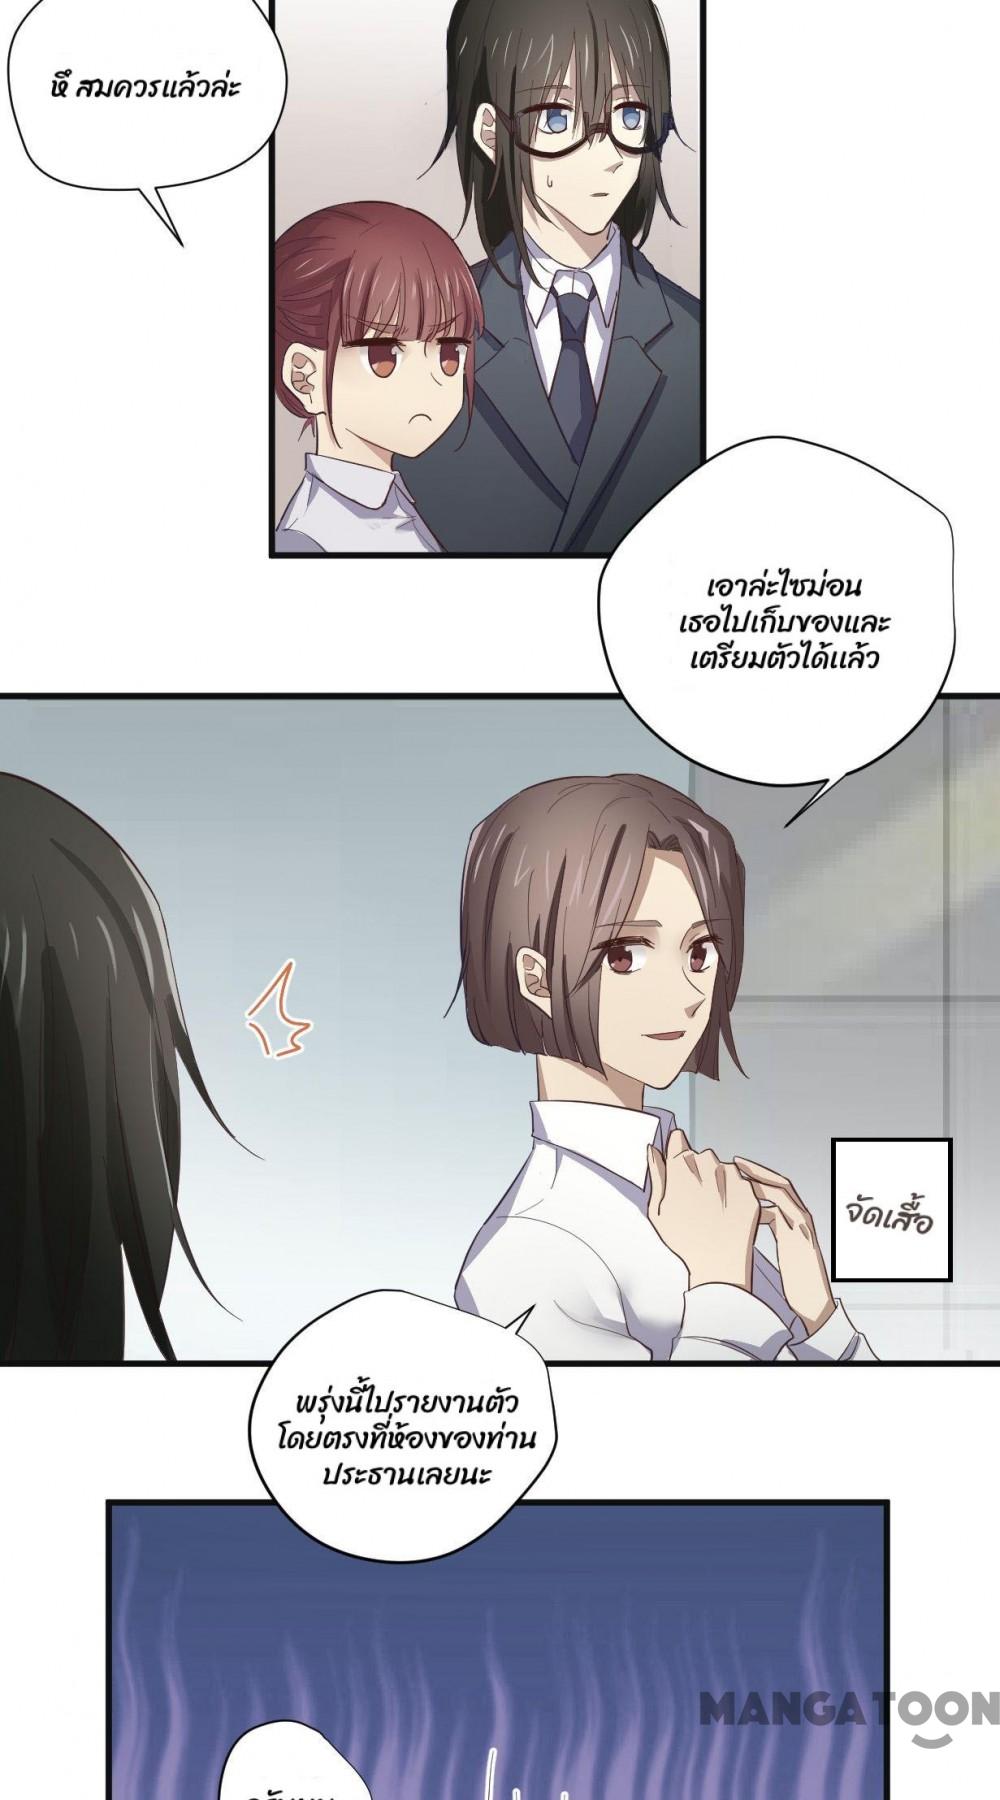 หึ สมควรแล้วล่ะ
เอาล่ะไซม่อน
เธอไปเก็บของและ
เตรียมตัวได้แล้ว
จัดเสื้อ
พรุ่งนี้ไปรายงานตัว
โดยตรงที่ห้องของท่าน
ประธานเลยนะ
MANGATOON